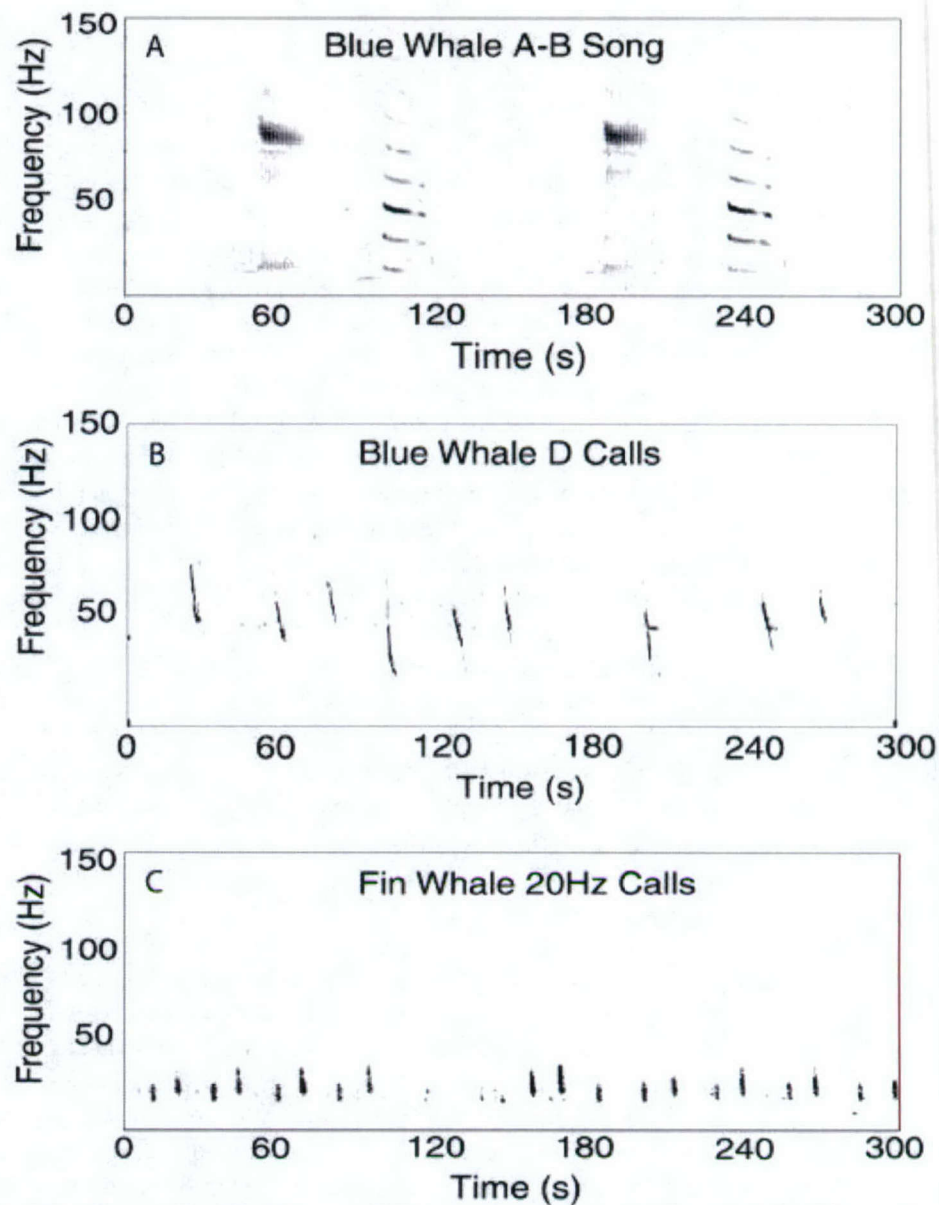 150
A
Blue Whale A-B Song
100
50
Frequency (Hz)
0 60 120 180 240 300
Time (s)
150
B
Blue Whale D Calls
100
50
Frequency (Hz)
0 60 120 180 240 300
Time (s)
150
C
Fin Whale 20Hz Calls
100
50
Frequency (Hz)
0 60 120 180 240 300
Time (s)